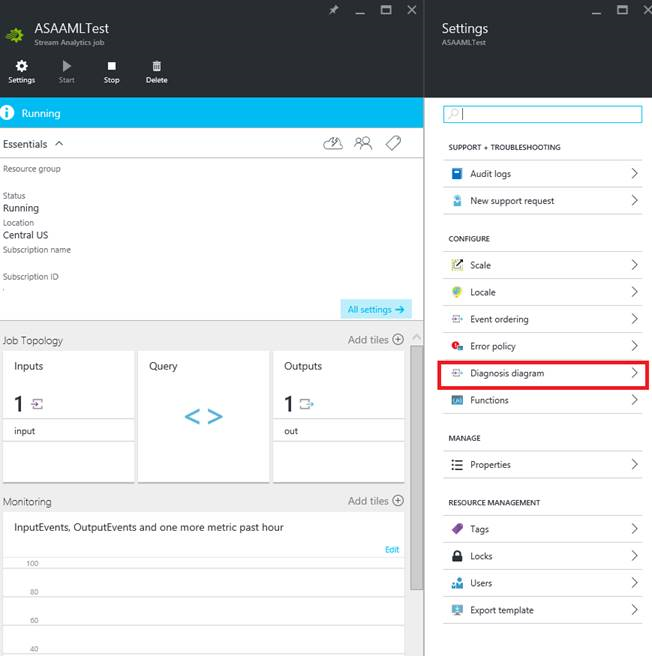 ASAAMLTest
Stream Analytics job
Settings
Start
Stop
Delete
Running
Essentials
Resource group
Status
Running
Location
Central US
Subscription name
Subscription ID
All settings →
Job Topology
Add tiles
Inputs
1
input
Query
< >
Outputs
1
out
Monitoring
Add tiles
InputEvents, OutputEvents and one more metric past hour
Edit
100
80
60
40
Settings
ASAAMLTest
SUPPORT + TROUBLESHOOTING
Audit logs
New support request
CONFIGURE
Scale
Locale
Event ordering
Error policy
Diagnosis diagram
Functions
MANAGE
Properties
RESOURCE MANAGEMENT
Tags
Locks
Users
Export template